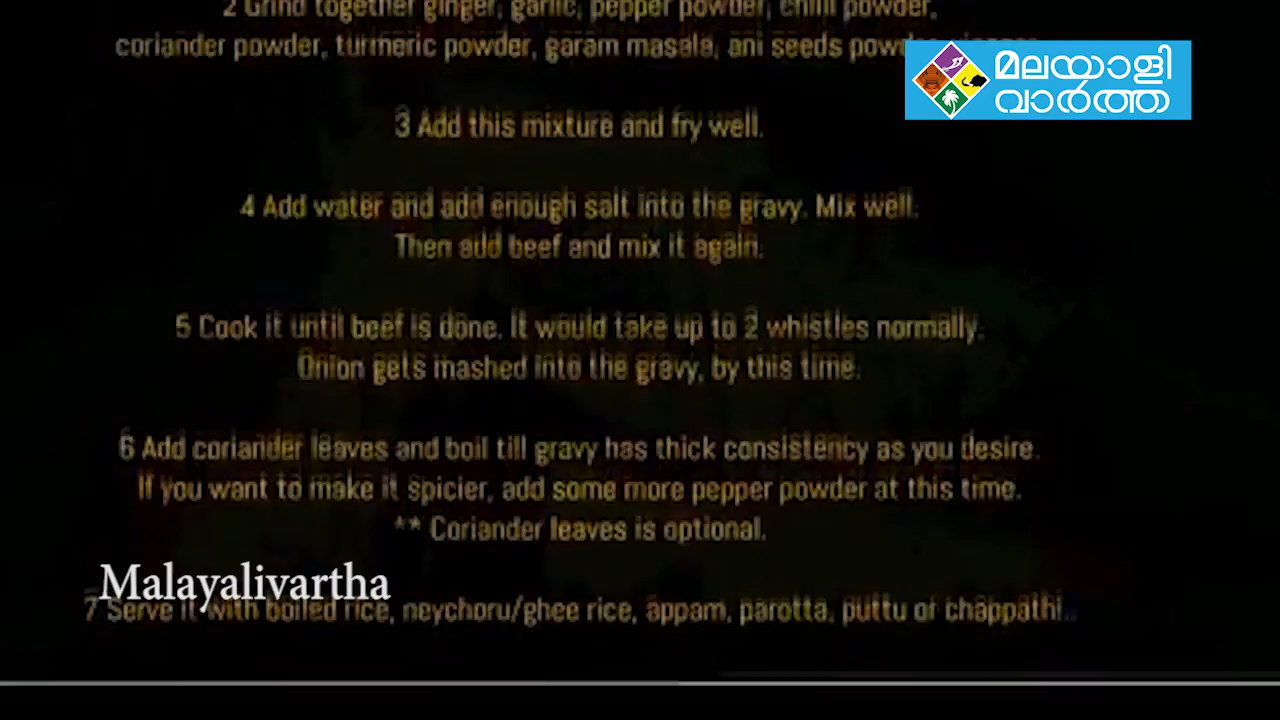 2 Grind together ginger, garlic, pepper powder, chilli powder,
coriander powder, turmeric powder, garam masala, ani seeds powder, vinegar
മലയാളി
വാർത്ത
3 Add this mixture and fry well.
4 Add water and add enough salt into the gravy. Mix well.
Then add beef and mix it again.
5 Cook it until beef is done. It would take up to 2 whistles normally.
Onion gets mashed into the gravy, by this time.
6 Add coriander leaves and boil till gravy has thick consistency as you desire.
If you want to make it spicier, add some more pepper powder at this time.
** Coriander leaves is optional.
Malayalivartha
7 Serve it with boiled rice, neychoru/ghee rice, appam, parotta, puttu or chappathi..